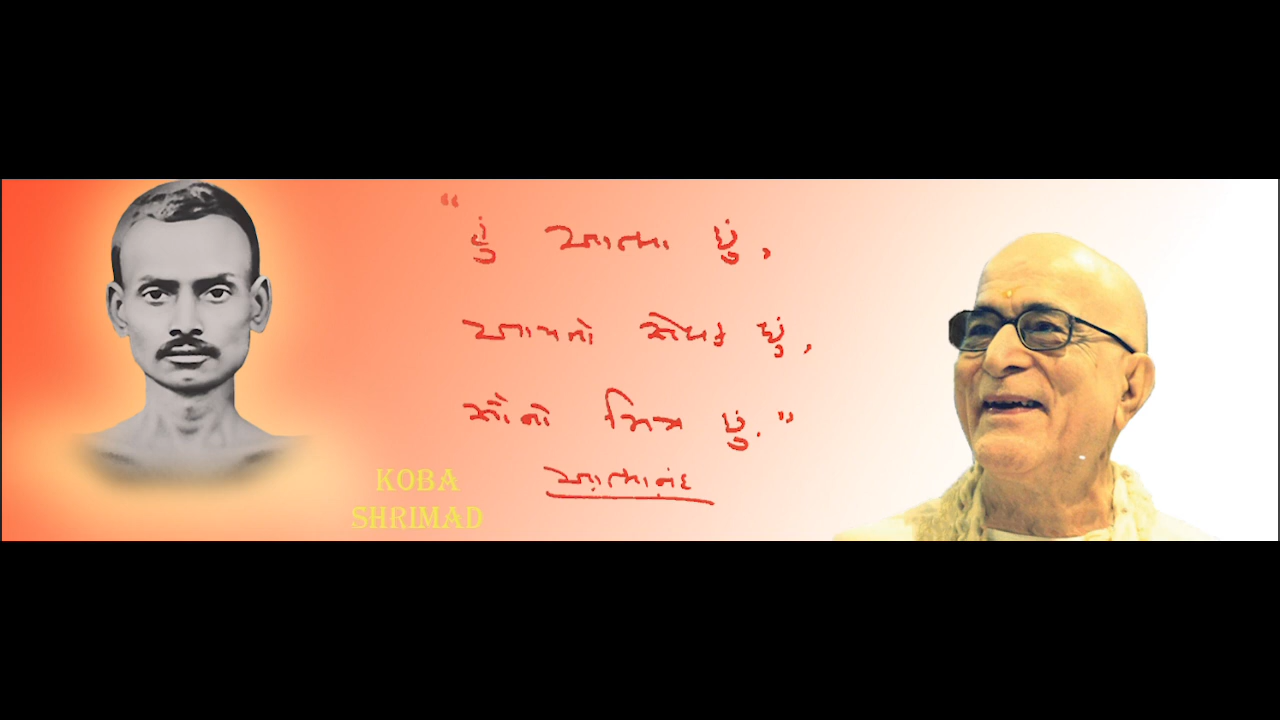 “હું આત્મા છું,
આપનો સેવક છું,
સૌનો મિત્ર છું.”
આત્માનંદ
KOBA
SHRIMAD